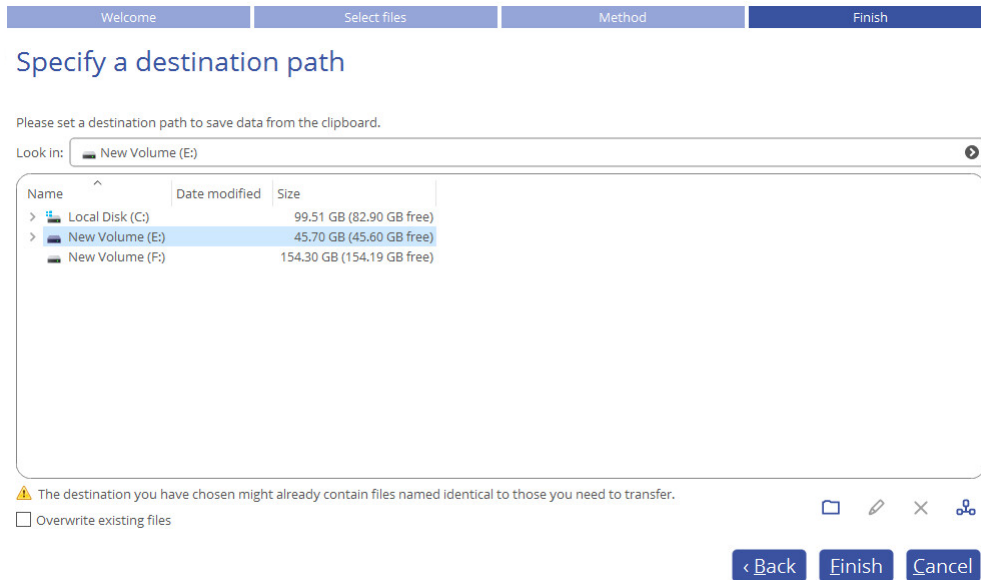 Welcome Select files Method Finish
Specify a destination path
Please set a destination path to save data from the clipboard.
Look in: New Volume (E:)
Name Date modified Size
Local Disk (C:) 99.51 GB (82.90 GB free)
New Volume (E:) 45.70 GB (45.60 GB free)
New Volume (F:) 154.30 GB (154.19 GB free)
The destination you have chosen might already contain files named identical to those you need to transfer.
Overwrite existing files
‹ Back Finish Cancel